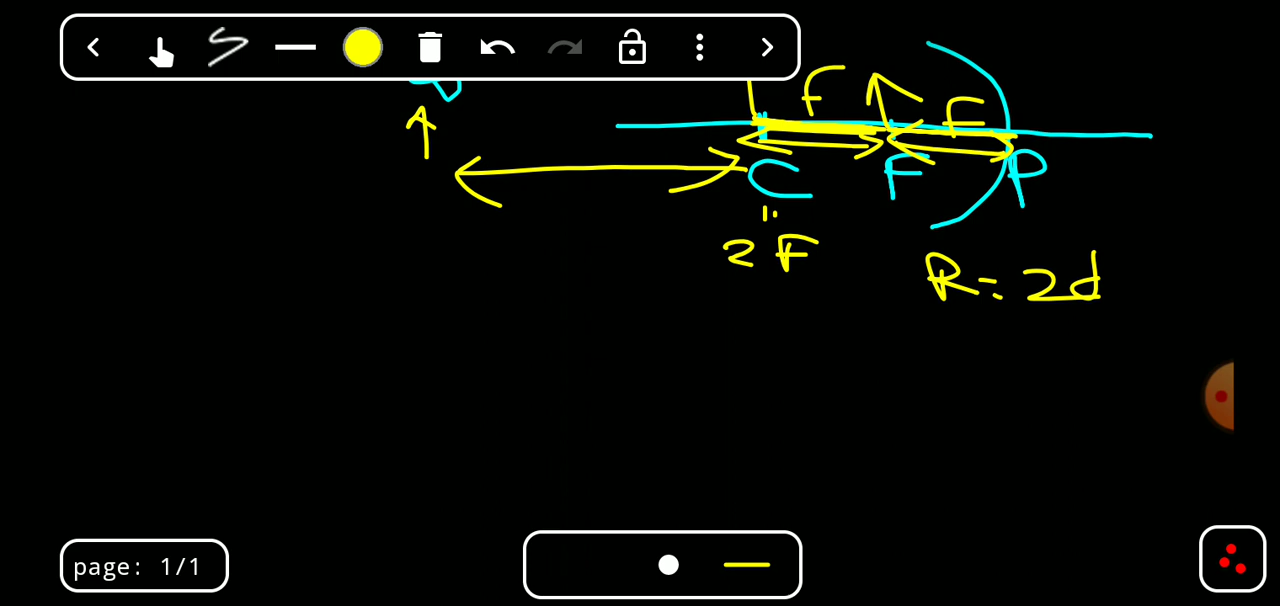 F F
C F P
2F
R = 2d
page: 1/1